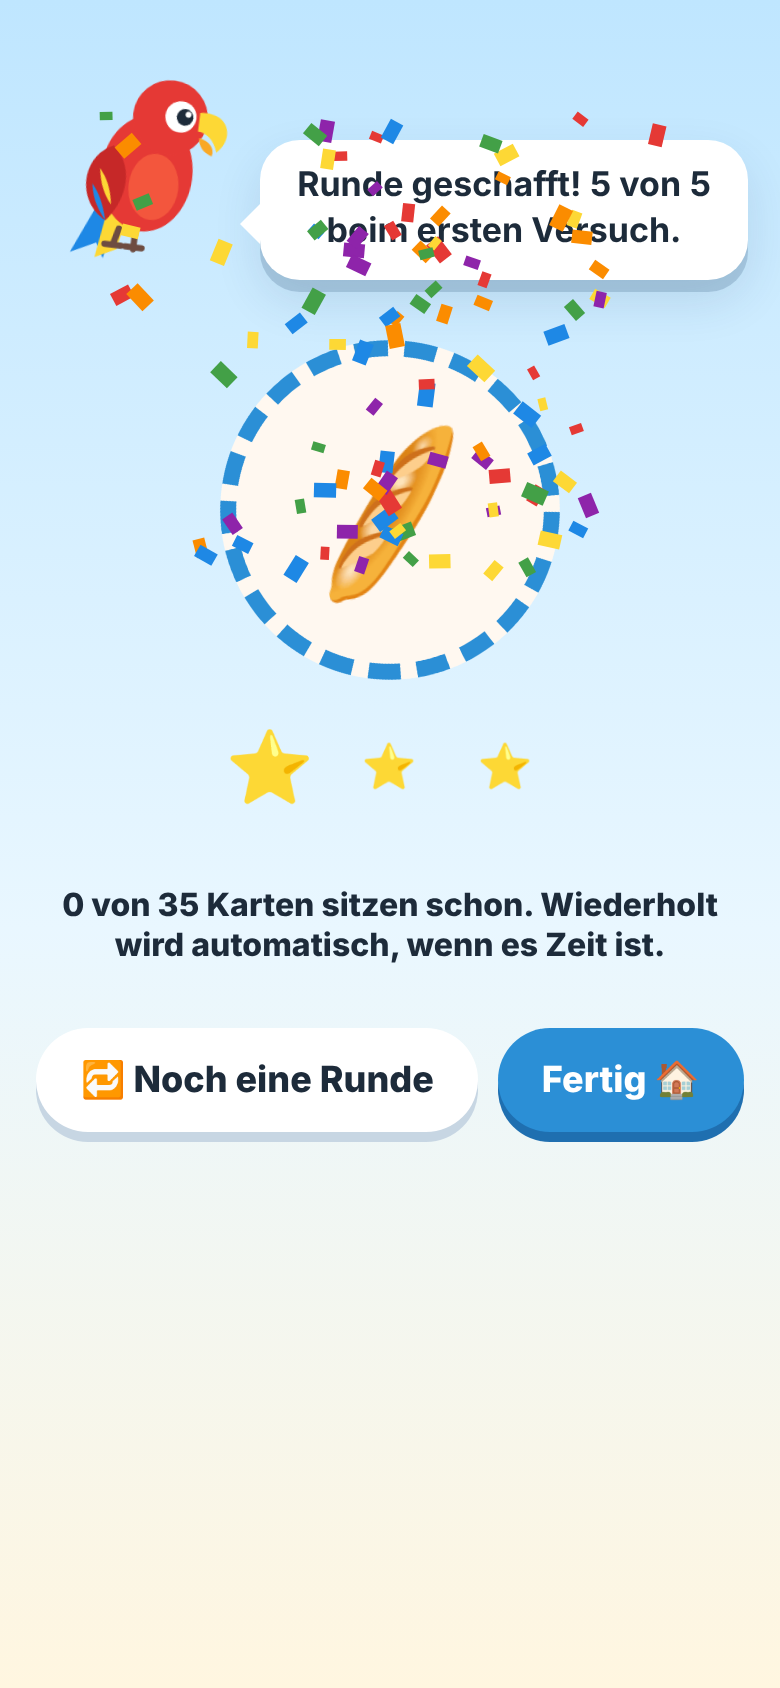 Runde geschafft! 5 von 5
beim ersten Versuch.
0 von 35 Karten sitzen schon. Wiederholt
wird automatisch, wenn es Zeit ist.
Noch eine Runde
Fertig